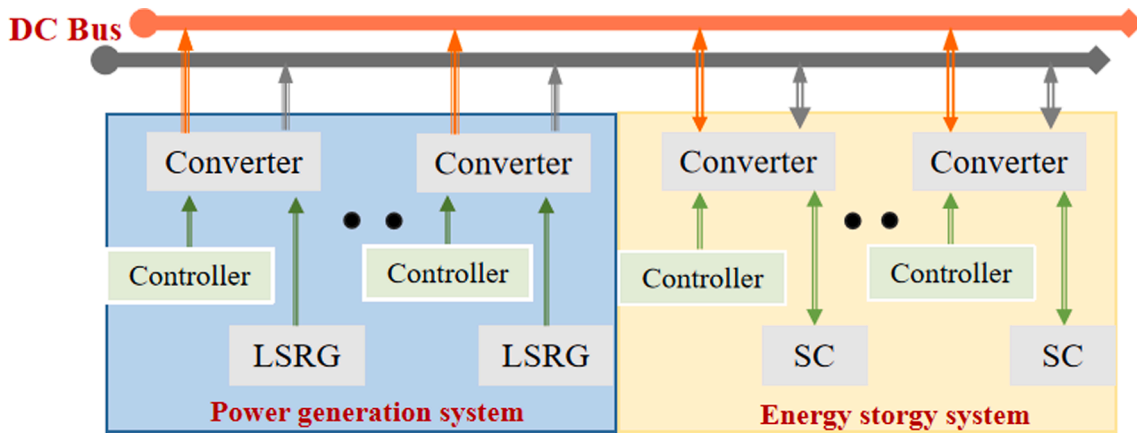 DC Bus
Converter
Converter
Converter
Converter
Controller
Controller
Controller
Controller
LSRG
LSRG
SC
SC
Power generation system
Energy storgy system